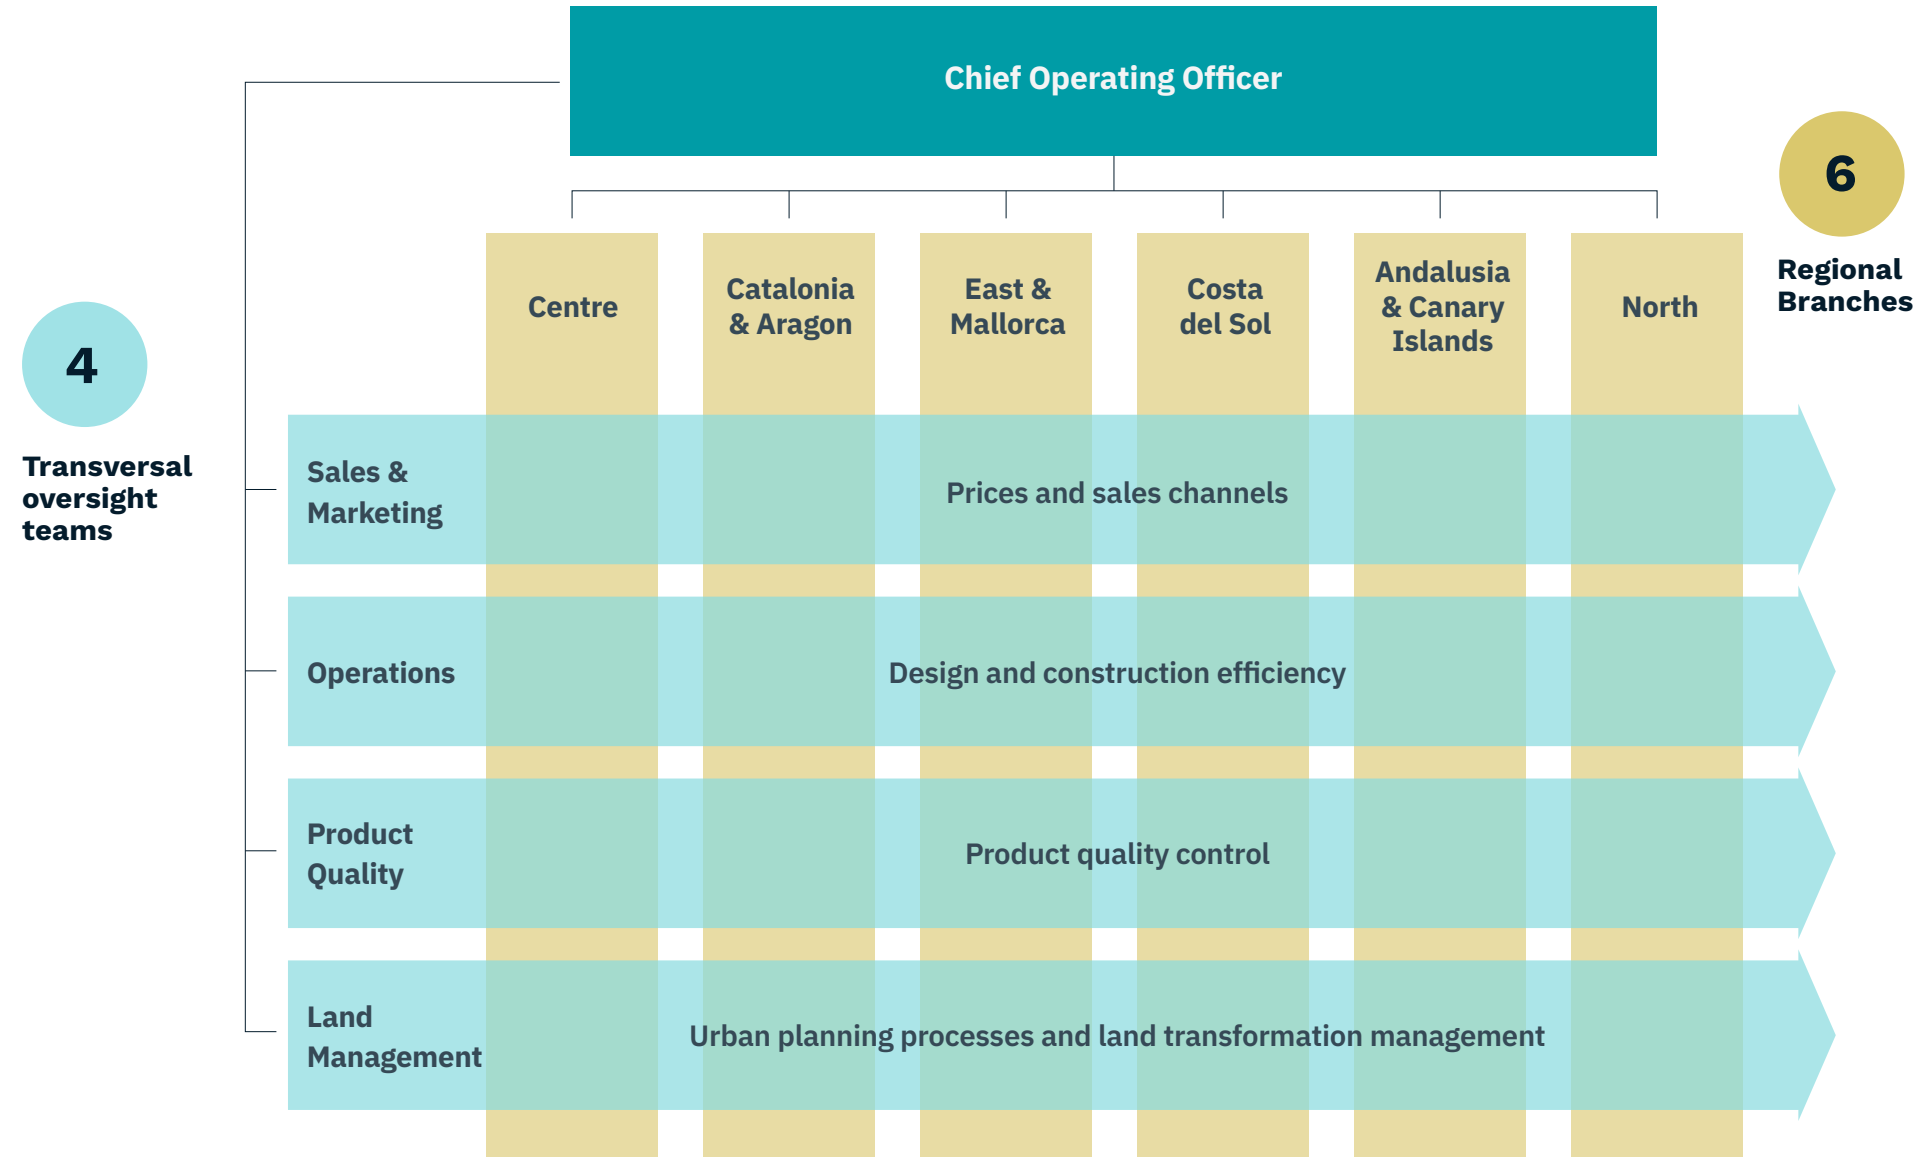 Chief Operating Officer
6
Regional
Branches
Centre
Catalonia
& Aragon
East &
Mallorca
Costa
del Sol
Andalusia
& Canary
Islands
North
4
Transversal
oversight
teams
Sales &
Marketing
Prices and sales channels
Operations
Design and construction efficiency
Product
Quality
Product quality control
Land
Management
Urban planning processes and land transformation management